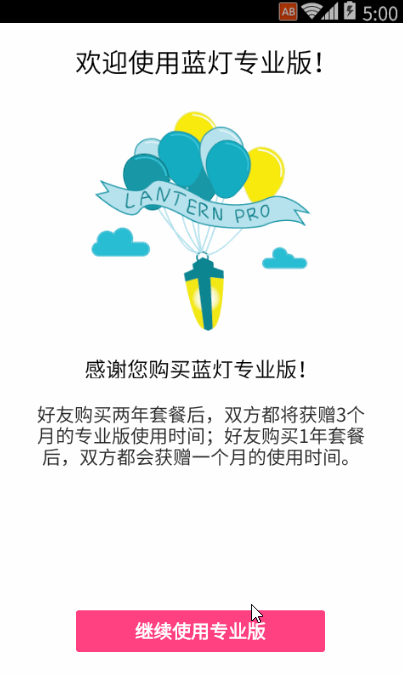 AB 5:00
欢迎使用蓝灯专业版！
LANTERN PRO
感谢您购买蓝灯专业版！
好友购买两年套餐后，双方都将获赠3个
月的专业版使用时间；好友购买1年套餐
后，双方都会获赠一个月的使用时间。
继续使用专业版